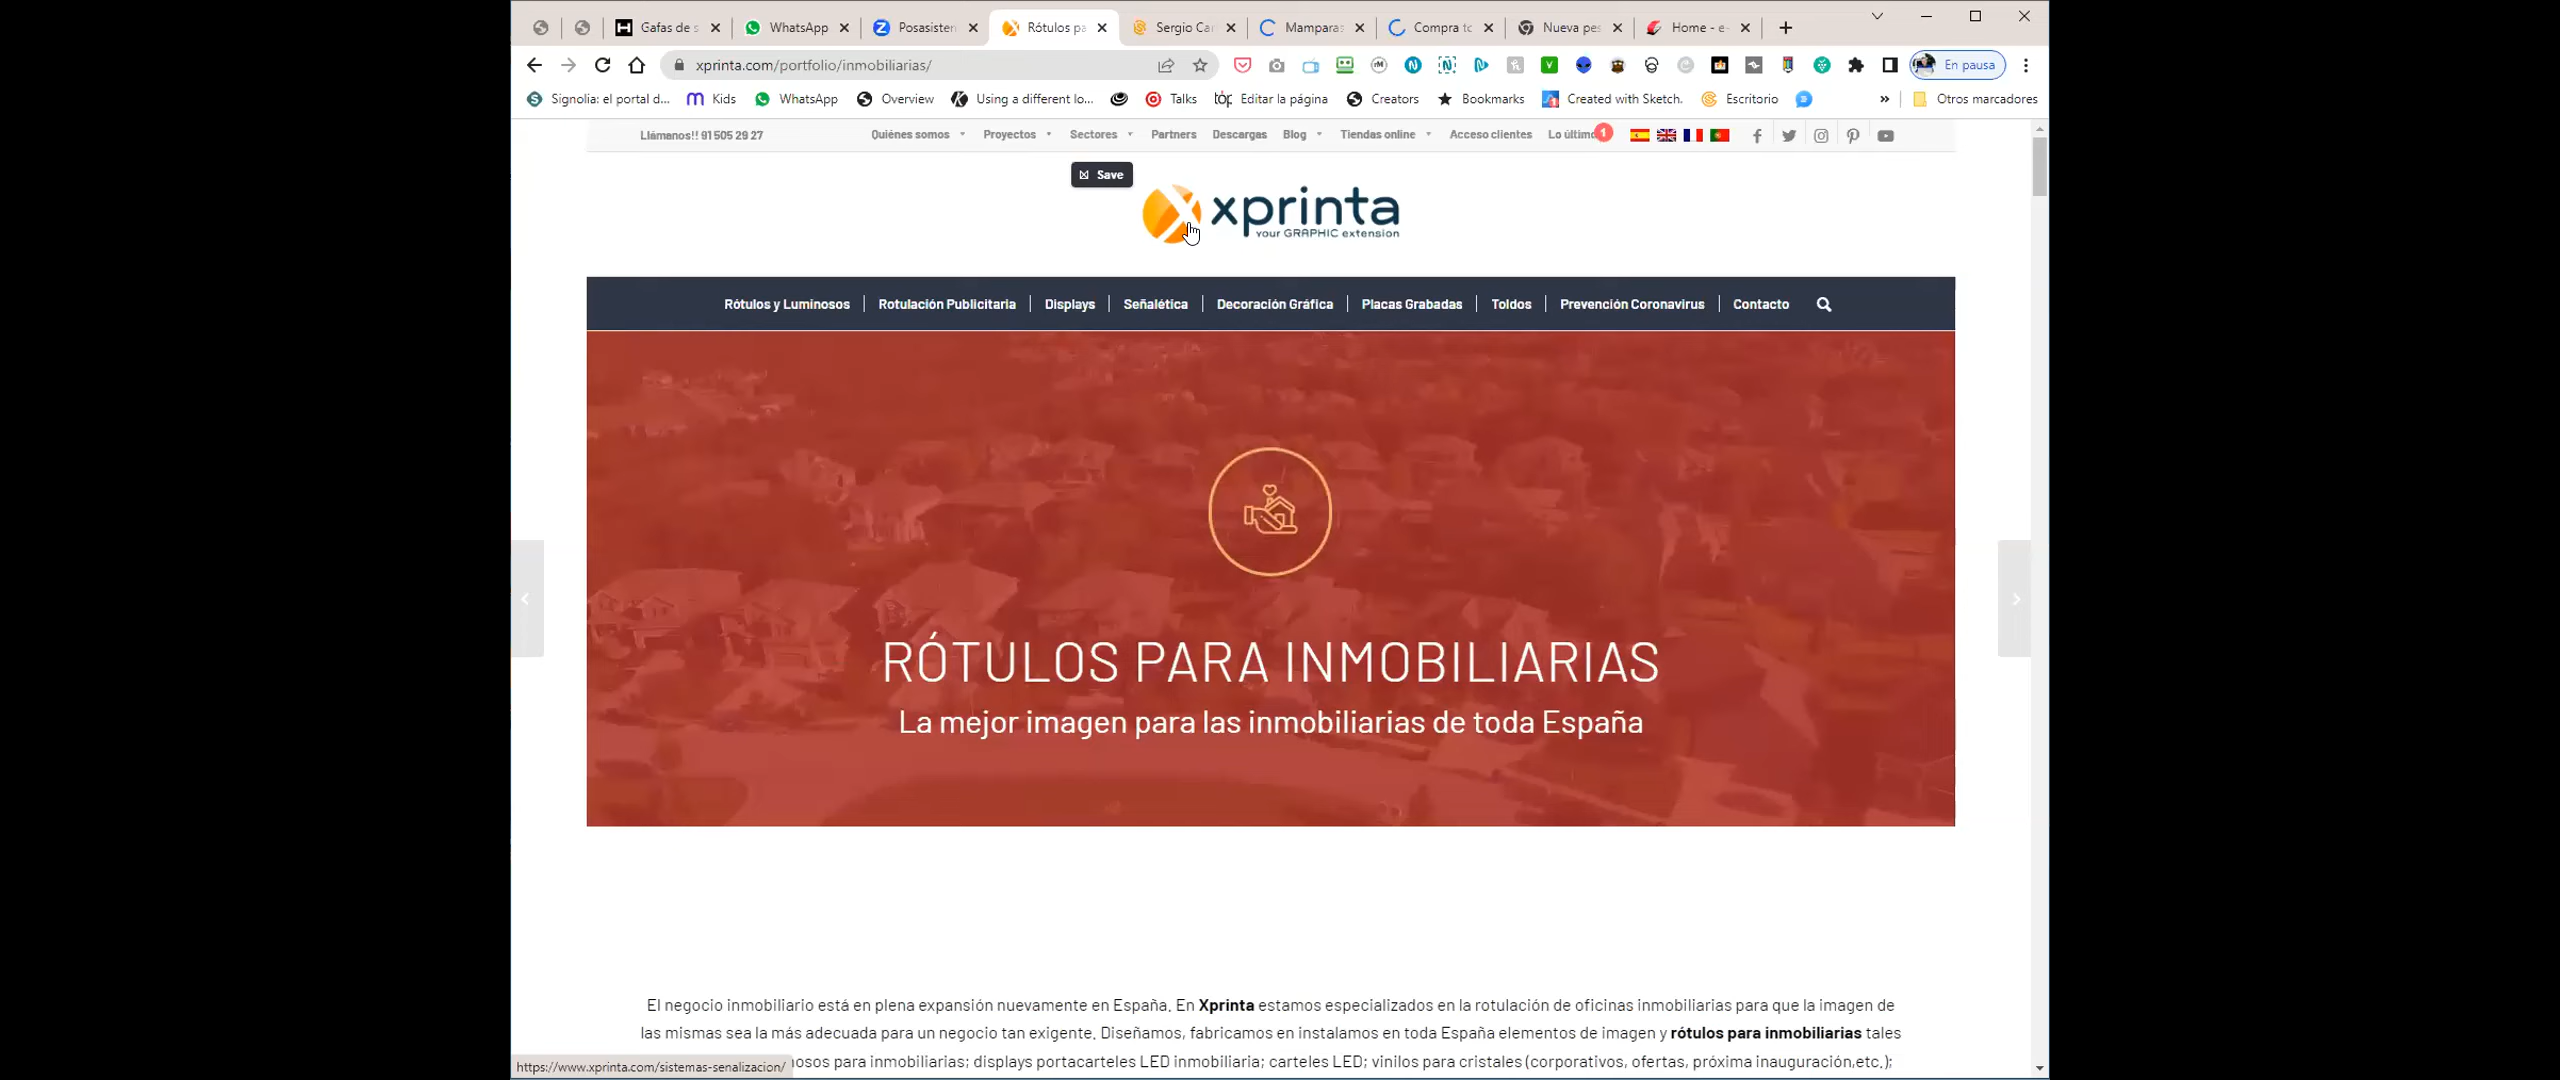 Gafas de s
WhatsApp
Posasisten
Rótulos pa
Sergio Car
Mamparas
Compra to
Nueva pes
Home - e-
xprinta.com/portfolio/inmobiliarias/
En pausa
Signolia: el portal d...
Kids
WhatsApp
Overview
Using a different lo...
Talks
Editar la página
Creators
Bookmarks
Created with Sketch.
Escritorio
Otros marcadores
Llámanos!! 91 505 29 27
Quiénes somos
Proyectos
Sectores
Partners
Descargas
Blog
Tiendas online
Acceso clientes
Lo último
1
Save
xprinta
your GRAPHIC extension
Rótulos y Luminosos
Rotulación Publicitaria
Displays
Señalética
Decoración Gráfica
Placas Grabadas
Toldos
Prevención Coronavirus
Contacto
RÓTULOS PARA INMOBILIARIAS
La mejor imagen para las inmobiliarias de toda España
El negocio inmobiliario está en plena expansión nuevamente en España. En Xprinta estamos especializados en la rotulación de oficinas inmobiliarias para que la imagen de
las mismas sea la más adecuada para un negocio tan exigente. Diseñamos, fabricamos en instalamos en toda España elementos de imagen y rótulos para inmobiliarias tales
nosos para inmobiliarias; displays portacarteles LED inmobiliaria; carteles LED; vinilos para cristales (corporativos, ofertas, próxima inauguración,etc.);
https://www.xprinta.com/sistemas-senalizacion/